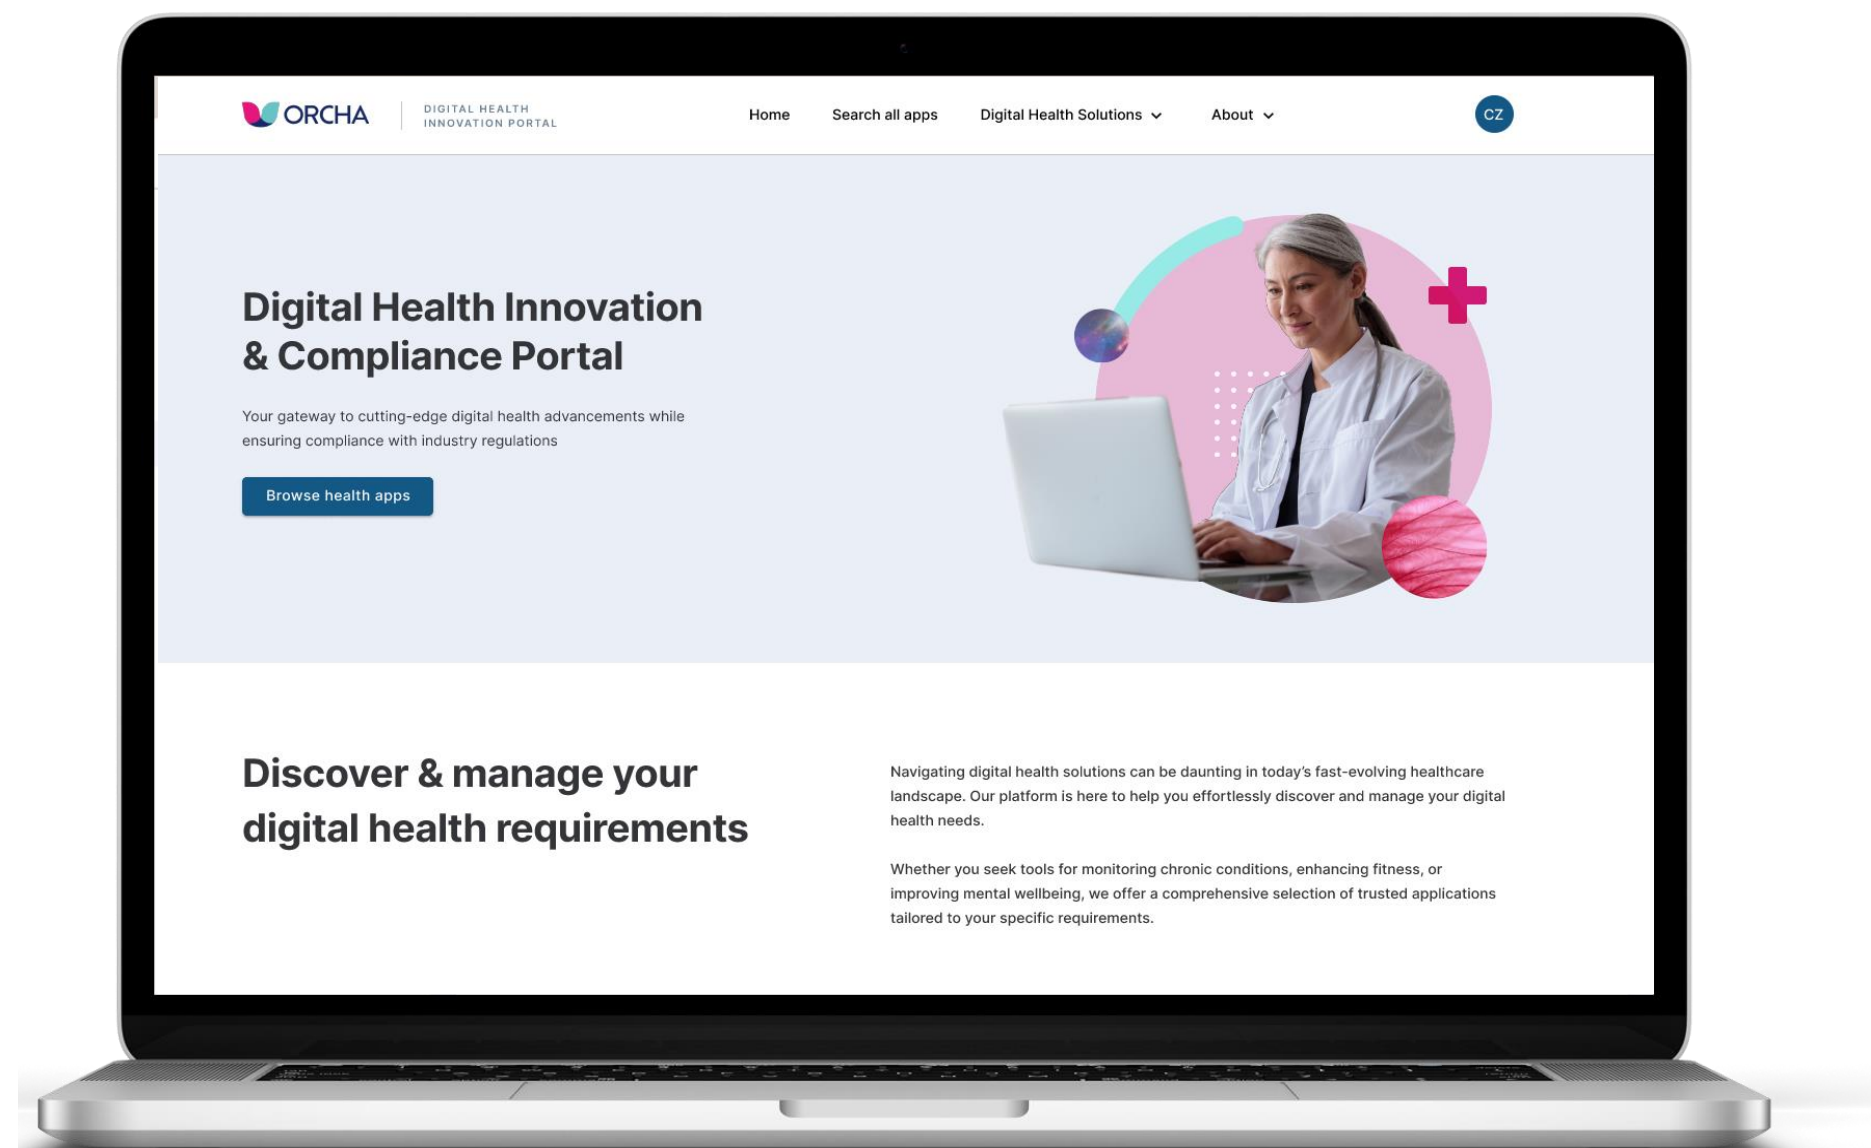 ORCHA
DIGITAL HEALTH
INNOVATION PORTAL
Home
Search all apps
Digital Health Solutions
About
CZ
Digital Health Innovation
& Compliance Portal
Your gateway to cutting-edge digital health advancements while
ensuring compliance with industry regulations
Browse health apps
Discover & manage your
digital health requirements
Navigating digital health solutions can be daunting in today’s fast-evolving healthcare
landscape. Our platform is here to help you effortlessly discover and manage your digital
health needs.
Whether you seek tools for monitoring chronic conditions, enhancing fitness, or
improving mental wellbeing, we offer a comprehensive selection of trusted applications
tailored to your specific requirements.